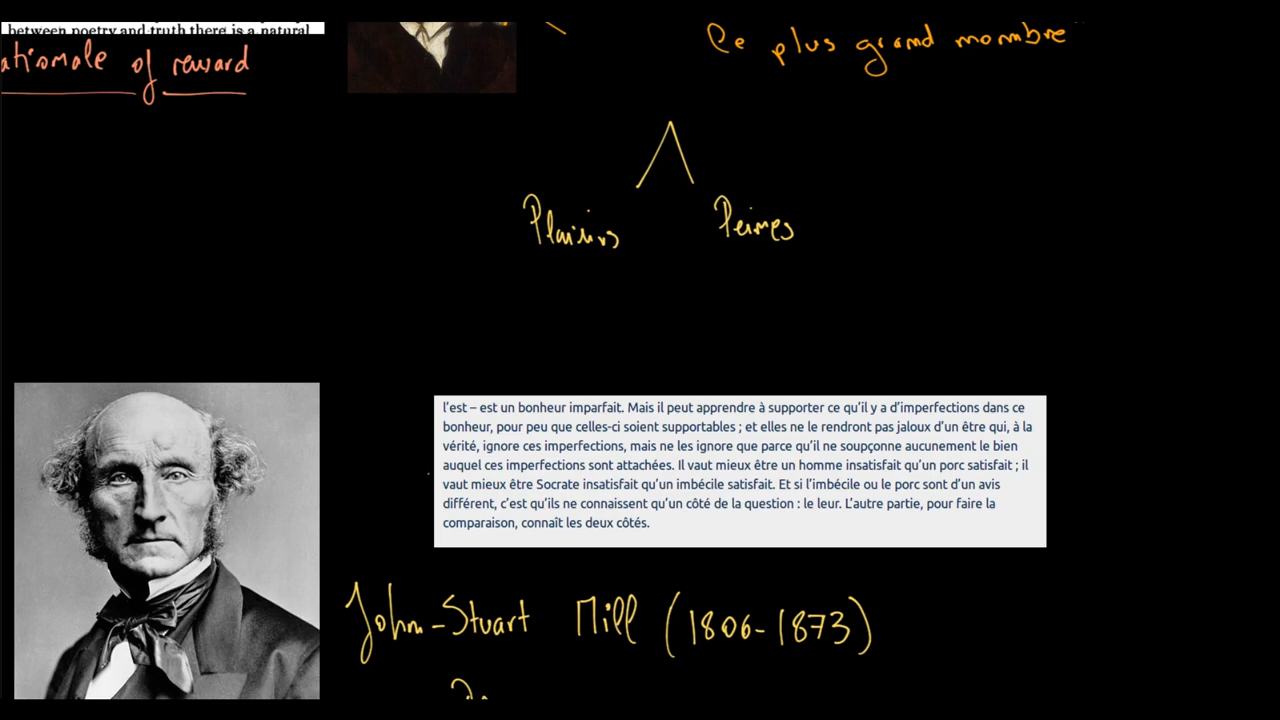 between poetry and truth there is a natural
ationale of reward
le plus grand nombre"
Plaisirs
Peines
l'est – est un bonheur imparfait. Mais il peut apprendre à supporter ce qu'il y a d'imperfections dans ce
bonheur, pour peu que celles-ci soient supportables ; et elles ne le rendront pas jaloux d'un être qui, à la
vérité, ignore ces imperfections, mais ne les ignore que parce qu'il ne soupçonne aucunement le bien
auquel ces imperfections sont attachées. Il vaut mieux être un homme insatisfait qu'un porc satisfait ; il
vaut mieux être Socrate insatisfait qu'un imbécile satisfait. Et si l'imbécile ou le porc sont d'un avis
différent, c'est qu'ils ne connaissent qu'un côté de la question : le leur. L'autre partie, pour faire la
comparaison, connaît les deux côtés.
John-Stuart Mill (1806-1873)